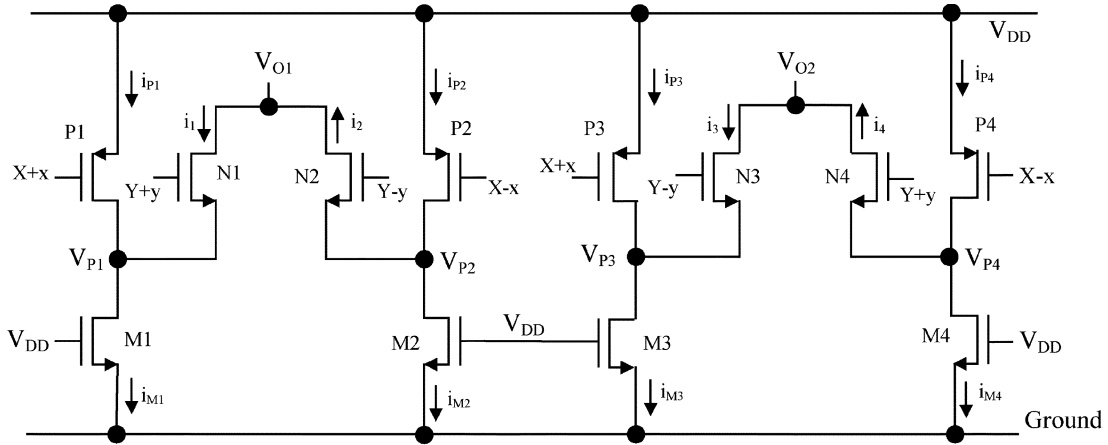 V_DD
V_O1
V_O2
i_P1
i_P2
i_P3
i_P4
i_1
i_2
i_3
i_4
P1
P2
P3
P4
X+x
N1
N2
X-x
X+x
N3
N4
X-x
Y+y
Y-y
Y-y
Y+y
V_P1
V_P2
V_P3
V_P4
V_DD
M1
M2
V_DD
M3
M4
V_DD
i_M1
i_M2
i_M3
i_M4
Ground